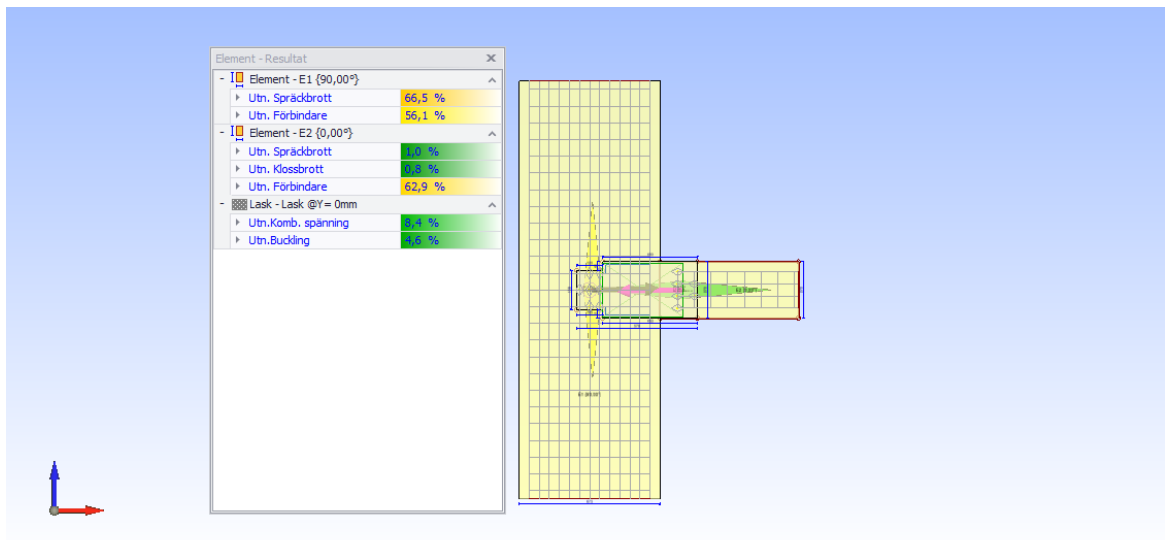 Element - Resultat
Element - E1 {90,00°}
Utn. Spräckbrott 66,5 %
Utn. Förbindare 56,1 %
Element - E2 {0,00°}
Utn. Spräckbrott 1,0 %
Utn. Klossbrott 0,8 %
Utn. Förbindare 62,9 %
Lask - Lask @Y= 0mm
Utn.Komb. spänning 8,4 %
Utn.Buckling 4,6 %